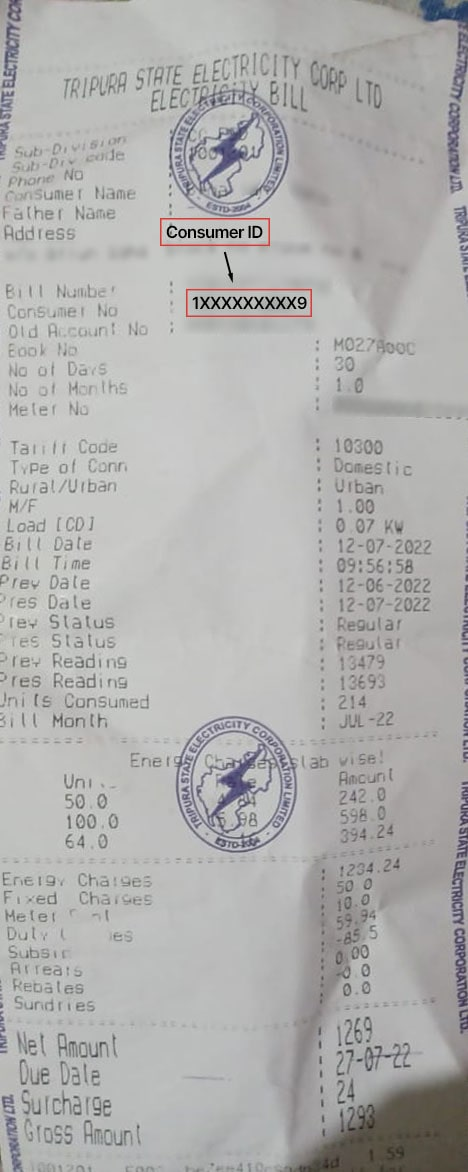 TRIPURA STATE ELECTRICITY CORP LTD
ELECTRICITY BILL
Sub-Division :
Sub-Div code
Phone No :
Consumer Name :
Father Name :
Address
Consumer ID
Bill Number :
Consumer No : 1XXXXXXXXX9
Old Account No :
Book No : M027A000
No of Days : 30
No of Months : 1.0
Meter No :
Tariff Code : 10300
Type of Conn : Domestic
Rural/Urban : Urban
M/F : 1.00
Load [CD] : 0.07 KW
Bill Date : 12-07-2022
Bill Time : 09:56:58
Prev Date : 12-06-2022
Pres Date : 12-07-2022
Prev Status : Regular
Pres Status : Regular
Prev Reading : 13479
Pres Reading : 13693
Units Consumed : 214
Bill Month : JUL-22
Energy Charges slab wise!
Amount
50.0 242.0
100.0 5.98 598.0
64.0 394.24
Energy Charges : 1234.24
Fixed Charges : 50.0
Meter : 10.0
Duty : 59.94
-85.5
Arrears : 0.00
Rebates : -0.0
Sundries : 0.0
Net Amount : 1269
Due Date : 27-07-22
Surcharge : 24
Gross Amount : 1293
1.59
TRIPURA STATE ELECTRICITY CORPORATION LIMITED
ESTD-2004
TRIPURA STATE ELECTRICITY CORPORATION LIMITED
ESTD-2004
TRIPURA STATE ELECTRICITY CORPORATION LTD.